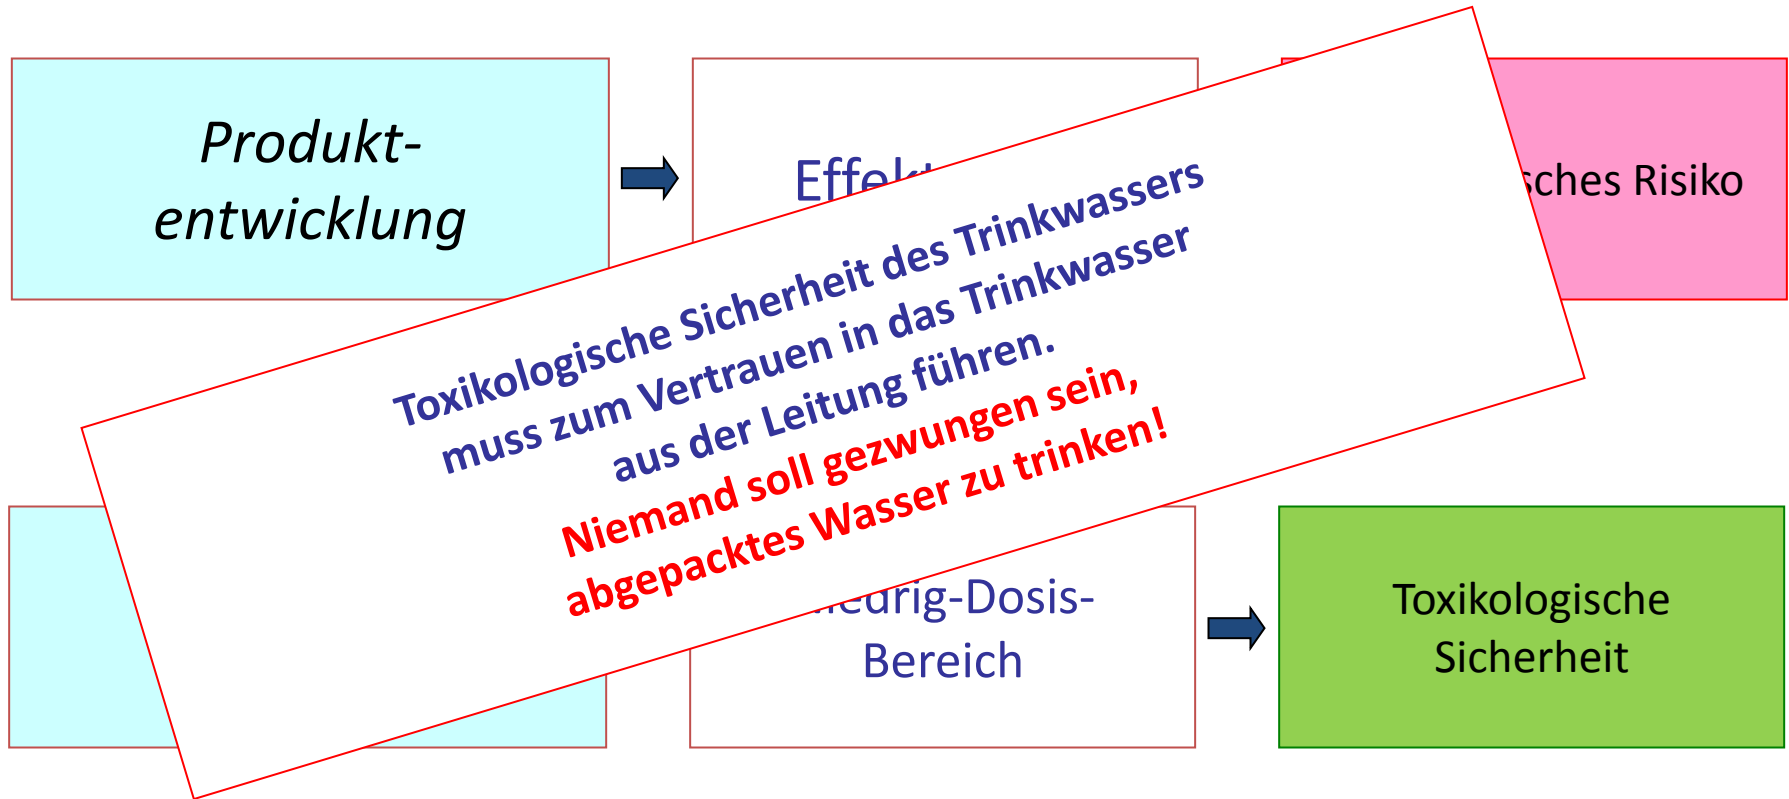 Produkt-
entwicklung
Effekt
sches Risiko
Toxikologische Sicherheit des Trinkwassers
muss zum Vertrauen in das Trinkwasser
aus der Leitung führen.
Niemand soll gezwungen sein,
abgepacktes Wasser zu trinken!
edrig-Dosis-
Bereich
Toxikologische
Sicherheit